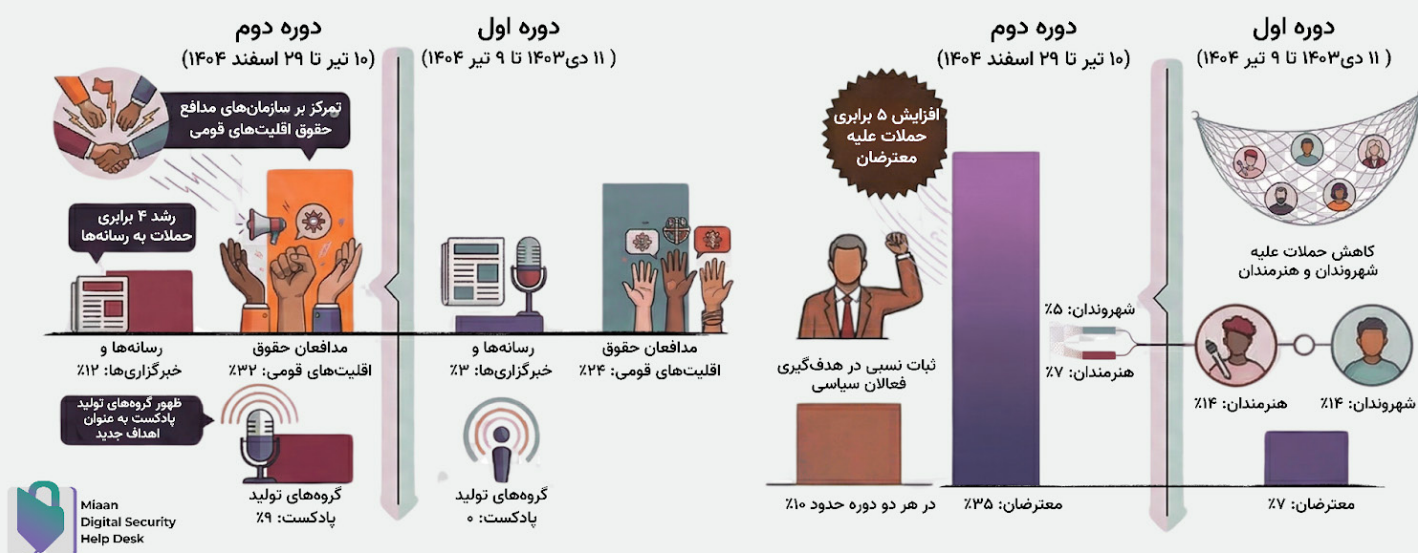 دوره اول
( ۱۱ دی۱۴۰۳ تا ۹ تیر ۱۴۰۴)
کاهش حملات علیه
شهروندان و هنرمندان
شهروندان: ۱۴٪
هنرمندان: ۱۴٪
معترضان: ۷٪
دوره دوم
(۱۰ تیر تا ۲۹ اسفند ۱۴۰۴)
افزایش ۵ برابری
حملات علیه
معترضان
شهروندان: ۵٪
هنرمندان: ۷٪
ثبات نسبی در هدف‌گیری
فعالان سیاسی
معترضان: ۳۵٪
در هر دو دوره حدود ۱۰٪
دوره اول
( ۱۱ دی۱۴۰۳ تا ۹ تیر ۱۴۰۴)
مدافعان حقوق
اقلیت‌های قومی: ۲۴٪
رسانه‌ها و
خبرگزاری‌ها: ۳٪
گروه‌های تولید
پادکست: ۰
دوره دوم
(۱۰ تیر تا ۲۹ اسفند ۱۴۰۴)
تمرکز بر سازمان‌های مدافع
حقوق اقلیت‌های قومی
رشد ۴ برابری
حملات به رسانه‌ها
مدافعان حقوق
اقلیت‌های قومی: ۳۲٪
رسانه‌ها و
خبرگزاری‌ها: ۱۲٪
ظهور گروه‌های تولید
پادکست به عنوان
اهداف جدید
گروه‌های تولید
پادکست: ۹٪
Miaan
Digital Security
Help Desk